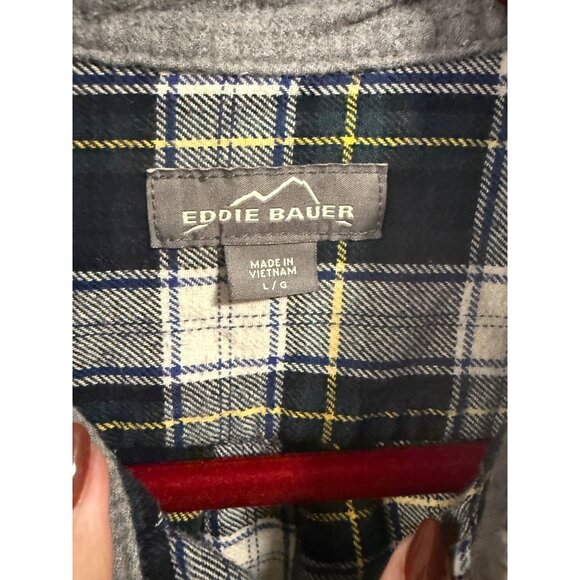 EDDIE BAUER
MADE IN
VIETNAM
L / G